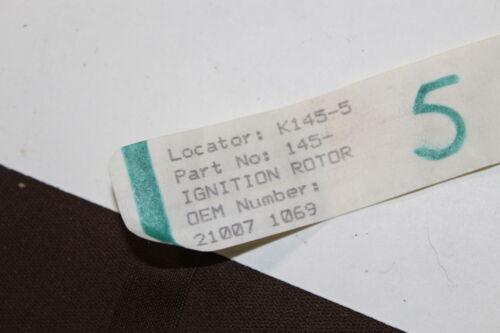 Locator: K145-5
Part No: 145-
IGNITION ROTOR
OEM Number:
21007 1069
5